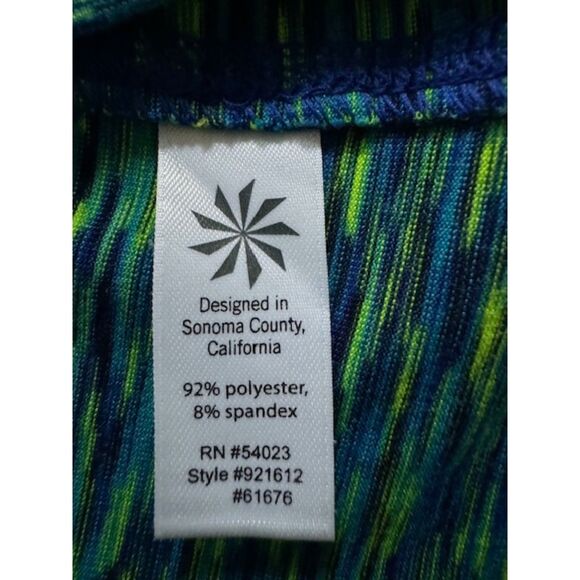 Designed in
Sonoma County,
California
92% polyester,
8% spandex
RN #54023
Style #921612
#61676